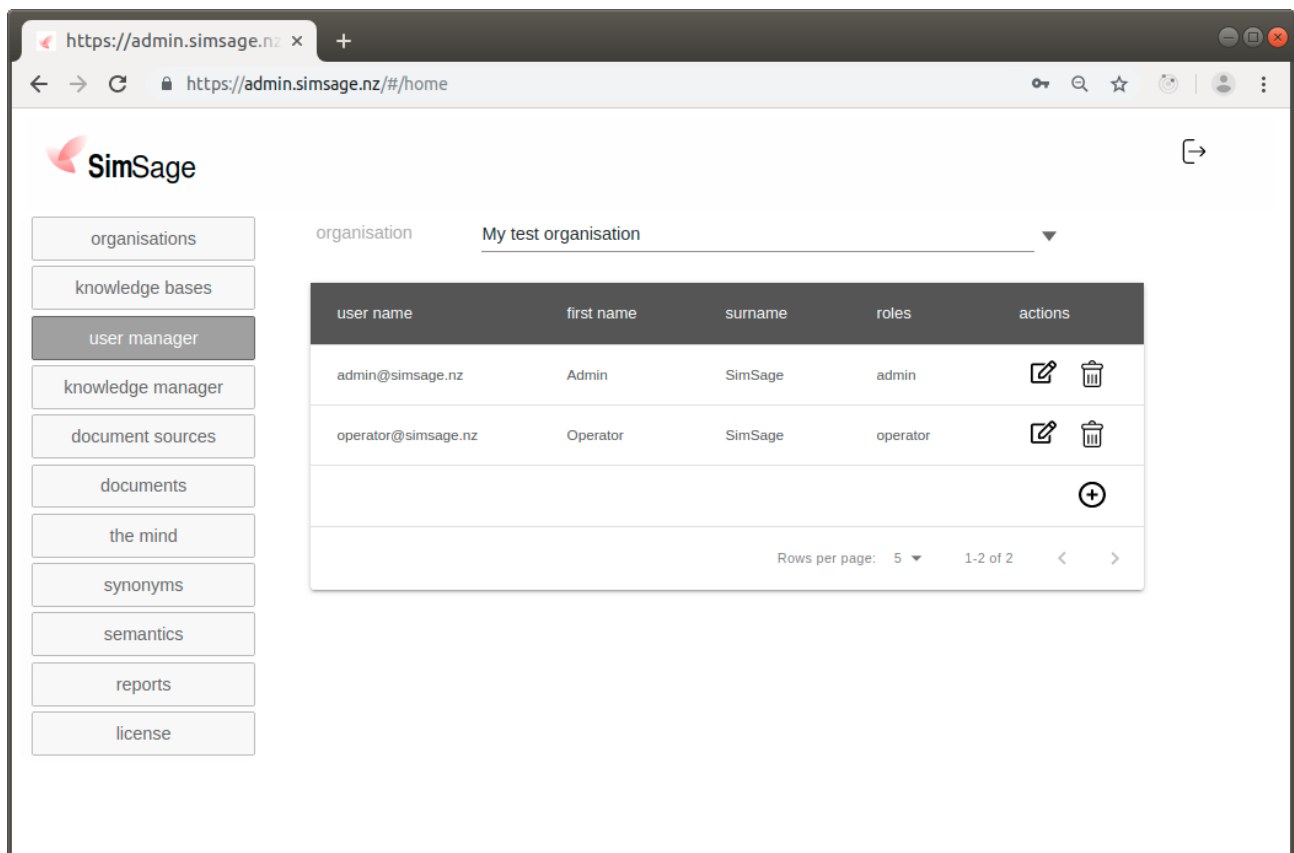 https://admin.simsage.nz
https://admin.simsage.nz/#/home
SimSage
organisations
knowledge bases
user manager
knowledge manager
document sources
documents
the mind
synonyms
semantics
reports
license
organisation My test organisation
user name first name surname roles actions
admin@simsage.nz Admin SimSage admin
operator@simsage.nz Operator SimSage operator
Rows per page: 5 1-2 of 2